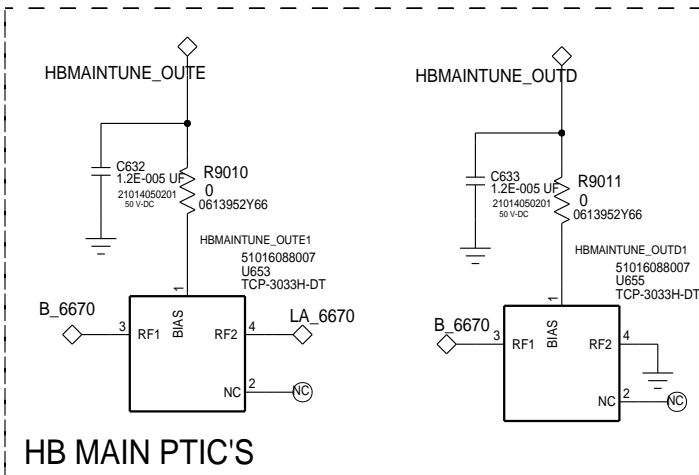 HBMAINTUNE_OUTE
C632
1.2E-005 UF
21014050201
50 V-DC
R9010
0
0613952Y66
HBMAINTUNE_OUTE1
51016088007
U653
TCP-3033H-DT
1
B_6670
3
RF1
BIAS
RF2
4
LA_6670
NC
2
NC
HBMAINTUNE_OUTD
C633
1.2E-005 UF
21014050201
50 V-DC
R9011
0
0613952Y66
HBMAINTUNE_OUTD1
51016088007
U655
TCP-3033H-DT
1
B_6670
3
RF1
BIAS
RF2
4
NC
2
NC
HB MAIN PTIC'S